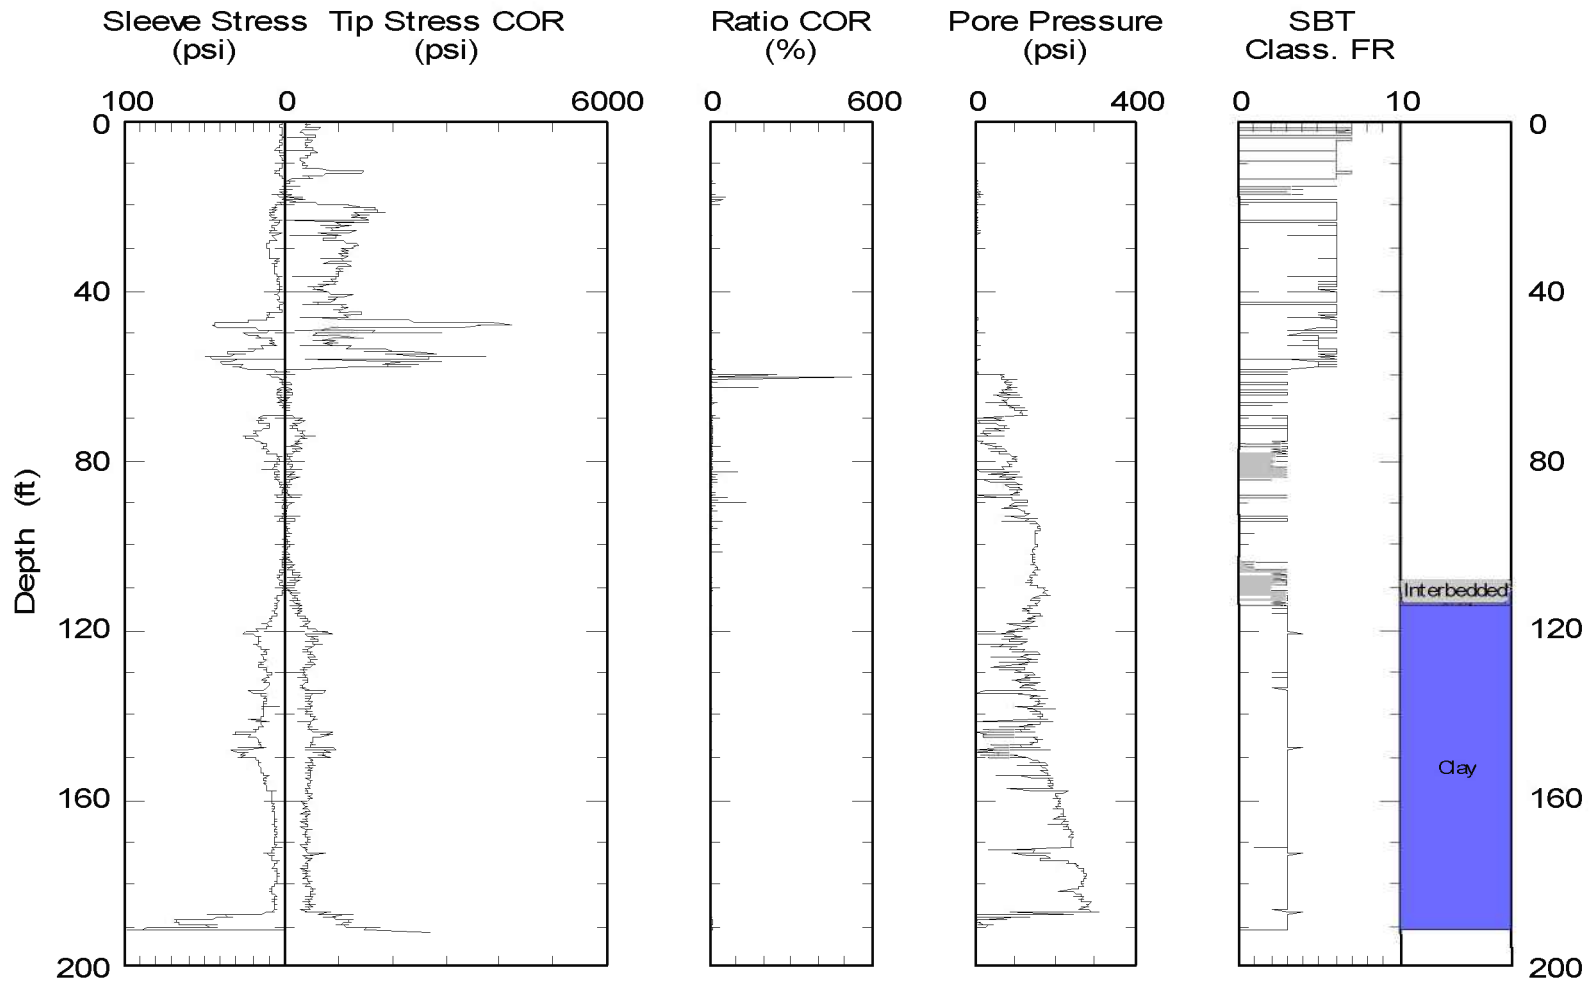 Sleeve Stress Tip Stress COR Ratio COR Pore Pressure SBT
(psi) (psi) (%) (psi) Class. FR
100 0 6000 0 600 0 400 0 10
0 0
40 40
80 80
Depth (ft)
Interbedded
120 120
Clay
160 160
200 200